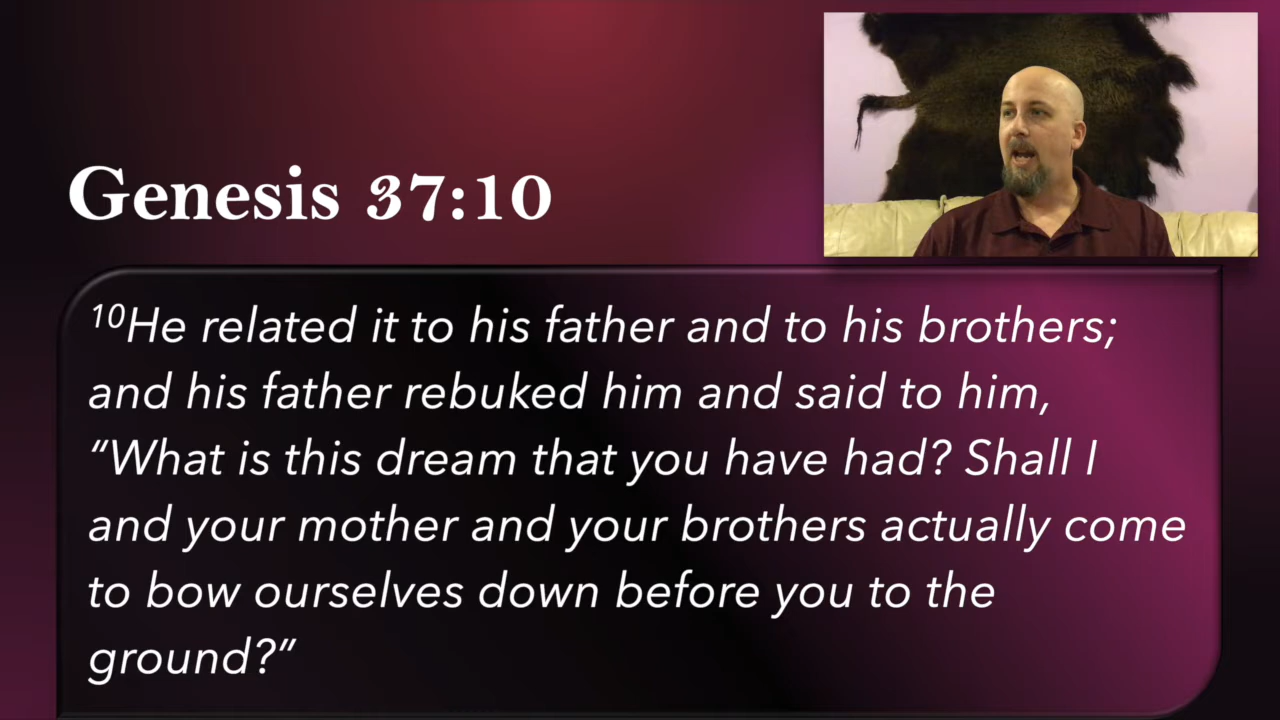 Genesis 37:10
¹⁰He related it to his father and to his brothers;
and his father rebuked him and said to him,
“What is this dream that you have had? Shall I
and your mother and your brothers actually come
to bow ourselves down before you to the
ground?”